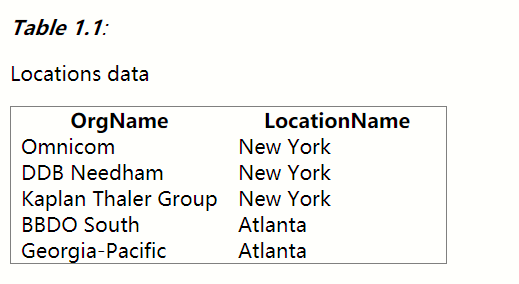 Table 1.1:
Locations data
OrgName LocationName
Omnicom New York
DDB Needham New York
Kaplan Thaler Group New York
BBDO South Atlanta
Georgia-Pacific Atlanta